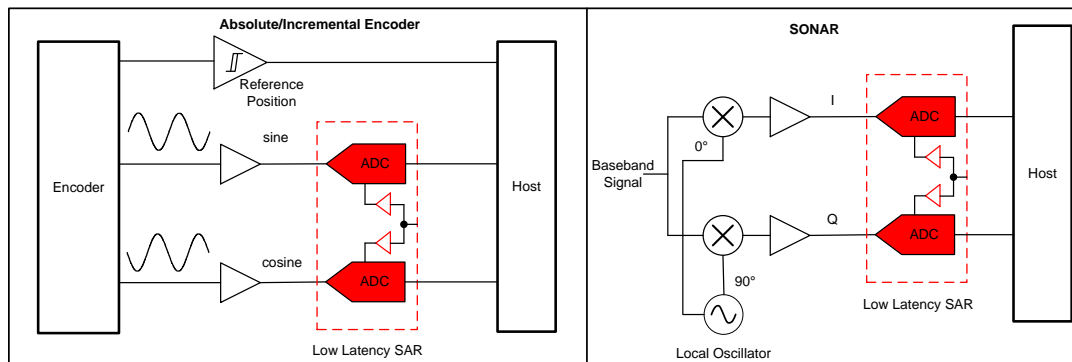 Absolute/Incremental Encoder
Encoder
Reference
Position
sine
ADC
cosine
ADC
Low Latency SAR
Host
SONAR
Baseband
Signal
0°
I
ADC
Q
ADC
90°
Low Latency SAR
Local Oscillator
Host